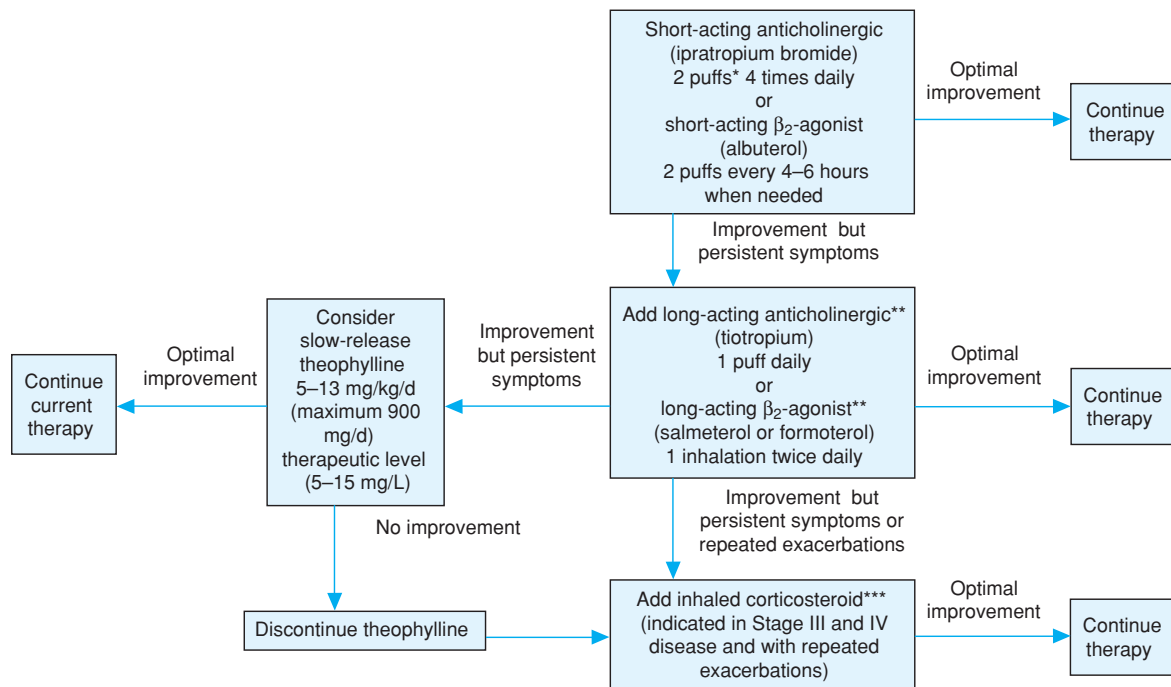 Short-acting anticholinergic
(ipratropium bromide)
2 puffs* 4 times daily
or
short-acting β₂-agonist
(albuterol)
2 puffs every 4–6 hours
when needed
Optimal
improvement
Continue
therapy
Improvement but
persistent symptoms
Add long-acting anticholinergic**
(tiotropium)
1 puff daily
or
long-acting β₂-agonist**
(salmeterol or formoterol)
1 inhalation twice daily
Optimal
improvement
Continue
therapy
Improvement
but persistent
symptoms
Consider
slow-release
theophylline
5–13 mg/kg/d
(maximum 900
mg/d)
therapeutic level
(5–15 mg/L)
Optimal
improvement
Continue
current
therapy
No improvement
Discontinue theophylline
Improvement but
persistent symptoms or
repeated exacerbations
Add inhaled corticosteroid***
(indicated in Stage III and IV
disease and with repeated
exacerbations)
Optimal
improvement
Continue
therapy